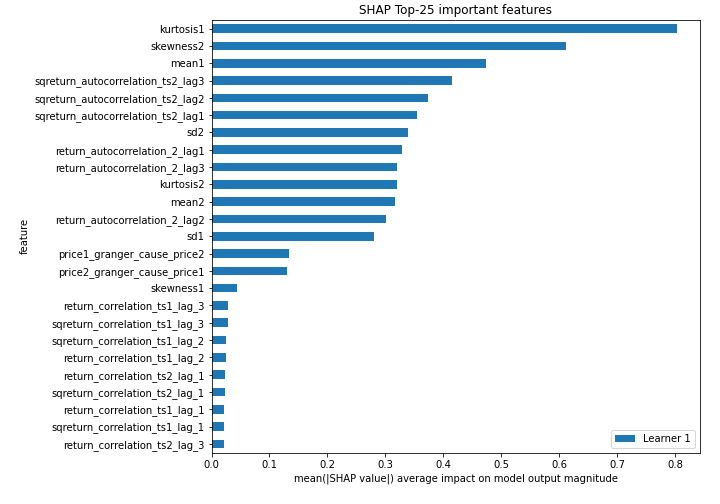 SHAP Top-25 important features
kurtosis1
skewness2
mean1
sqreturn_autocorrelation_ts2_lag3
sqreturn_autocorrelation_ts2_lag2
sqreturn_autocorrelation_ts2_lag1
sd2
return_autocorrelation_2_lag1
return_autocorrelation_2_lag3
kurtosis2
mean2
return_autocorrelation_2_lag2
sd1
price1_granger_cause_price2
price2_granger_cause_price1
skewness1
return_correlation_ts1_lag_3
sqreturn_correlation_ts1_lag_3
sqreturn_correlation_ts1_lag_2
return_correlation_ts1_lag_2
return_correlation_ts2_lag_1
sqreturn_correlation_ts2_lag_1
return_correlation_ts1_lag_1
sqreturn_correlation_ts1_lag_1
return_correlation_ts2_lag_3
feature
Learner 1
0.0 0.1 0.2 0.3 0.4 0.5 0.6 0.7 0.8
mean(|SHAP value|) average impact on model output magnitude